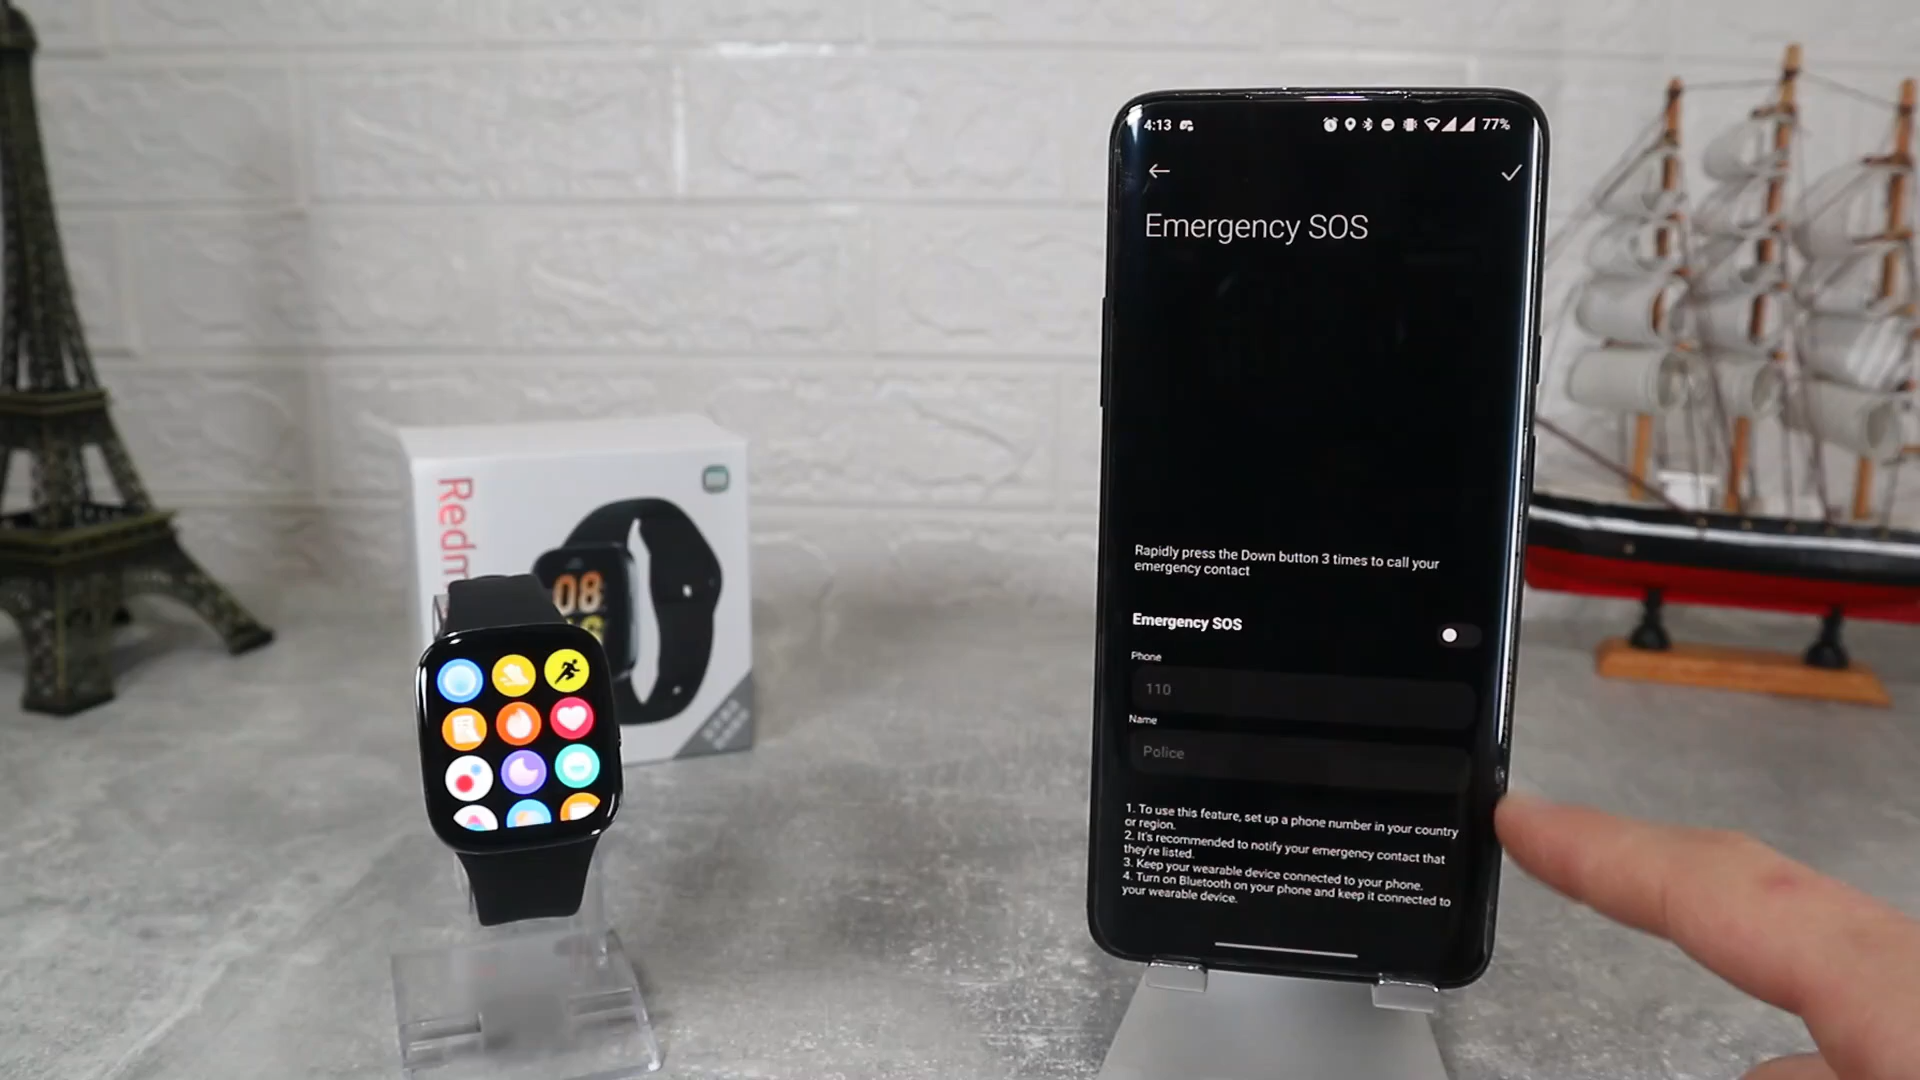 4:13
77%
Emergency SOS
Rapidly press the Down button 3 times to call your
emergency contact
Emergency SOS
Phone
110
Name
Police
1. To use this feature, set up a phone number in your country
or region.
2. It's recommended to notify your emergency contact that
they're listed.
3. Keep your wearable device connected to your phone.
4. Turn on Bluetooth on your phone and keep it connected to
your wearable device.
Redm
08